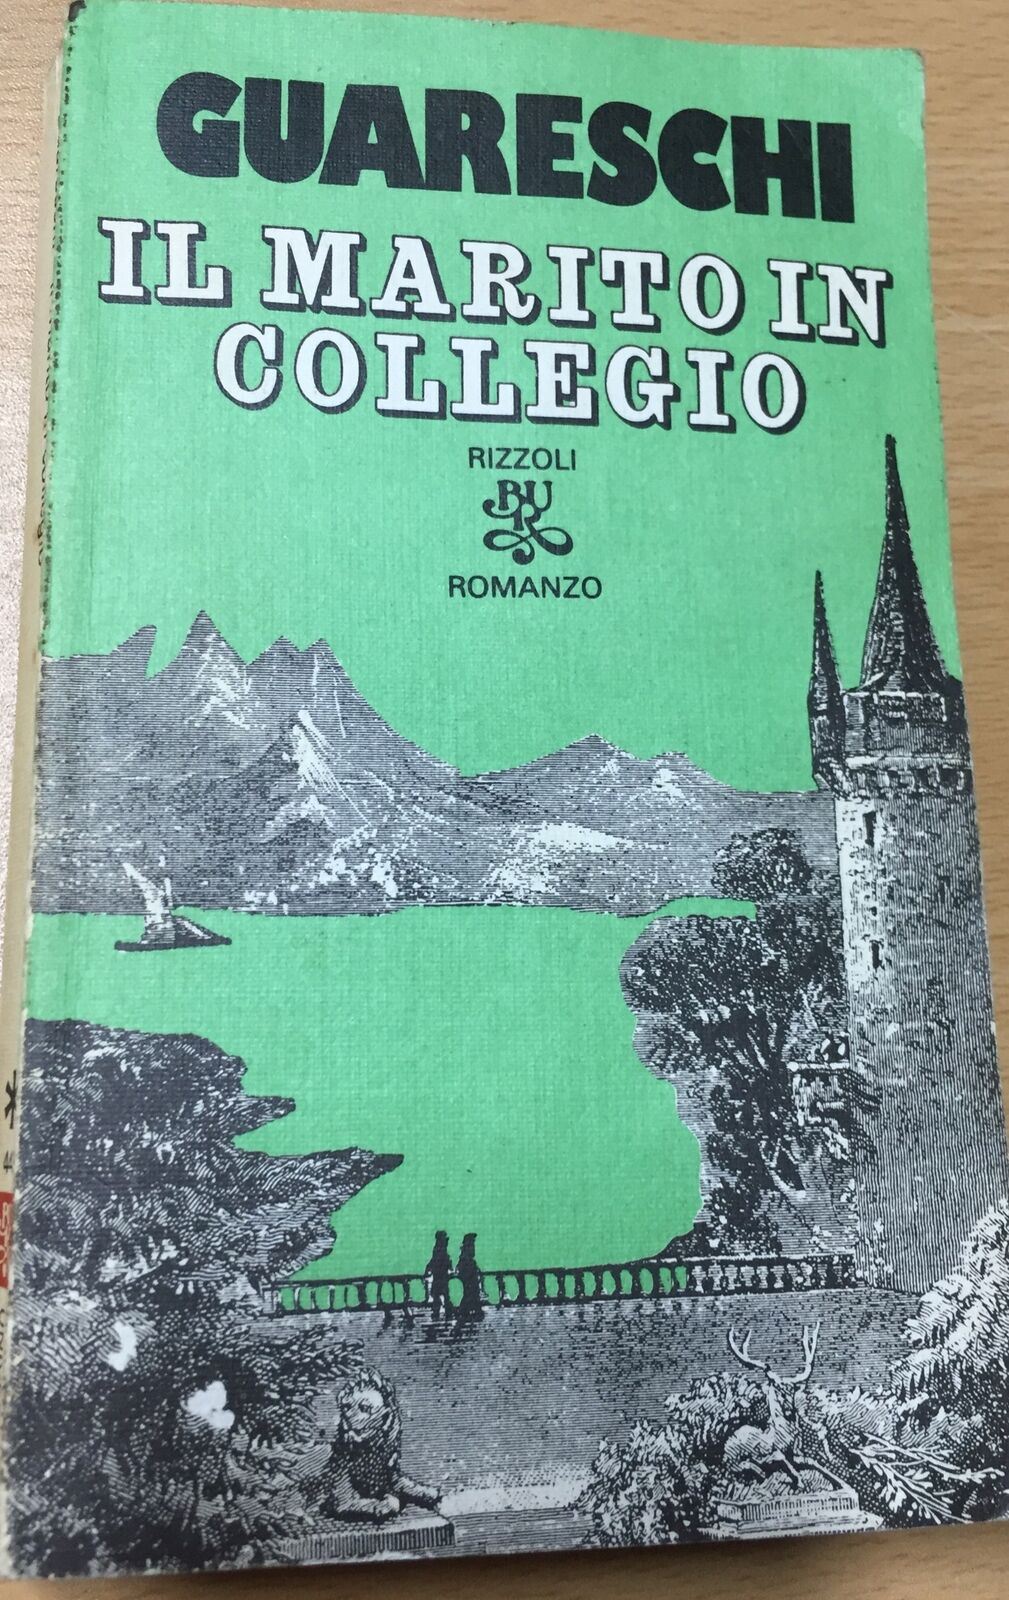 GUARESCHI
IL MARITO IN
COLLEGIO
RIZZOLI
BUR
ROMANZO